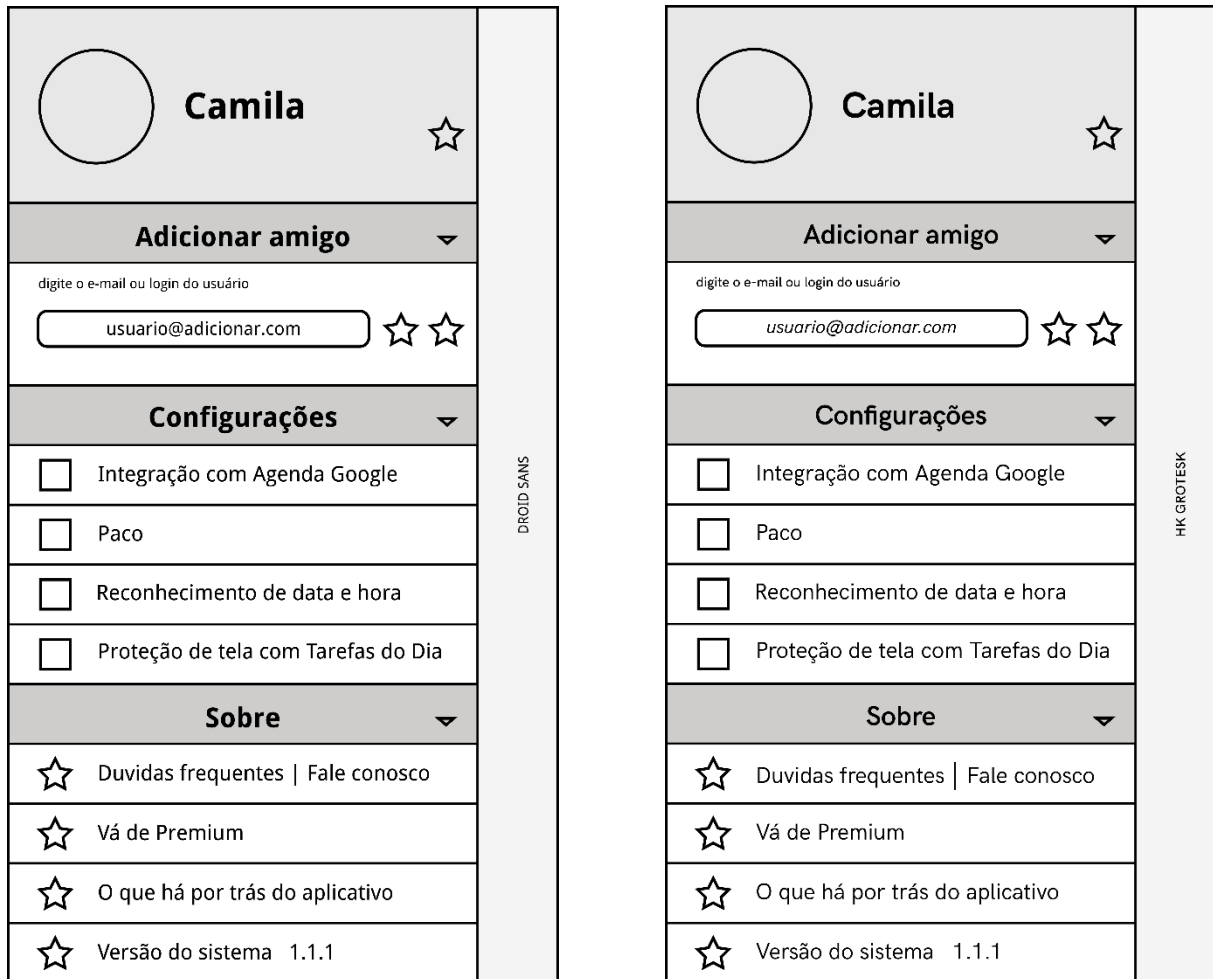 Camila
Adicionar amigo
digite o e-mail ou login do usuário
usuario@adicionar.com
Configurações
Integração com Agenda Google
Paco
Reconhecimento de data e hora
Proteção de tela com Tarefas do Dia
Sobre
Duvidas frequentes | Fale conosco
Vá de Premium
O que há por trás do aplicativo
Versão do sistema 1.1.1
DROID SANS
Camila
Adicionar amigo
digite o e-mail ou login do usuário
usuario@adicionar.com
Configurações
Integração com Agenda Google
Paco
Reconhecimento de data e hora
Proteção de tela com Tarefas do Dia
Sobre
Duvidas frequentes | Fale conosco
Vá de Premium
O que há por trás do aplicativo
Versão do sistema 1.1.1
HK GROTESK